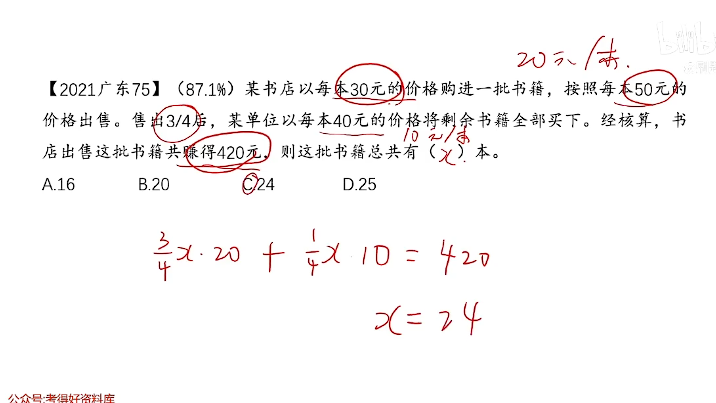 20元/本.
【2021广东75】（87.1%）某书店以每本30元的价格购进一批书籍，按照每本50元的
价格出售。售出3/4后，某单位以每本40元的价格将剩余书籍全部买下。经核算，书
10元/本
店出售这批书籍共赚得420元，则这批书籍总共有（x）本。
A.16 B.20 C.24 D.25
3/4 x·20 + 1/4 x·10 = 420
x = 24
公众号:考得好资料库